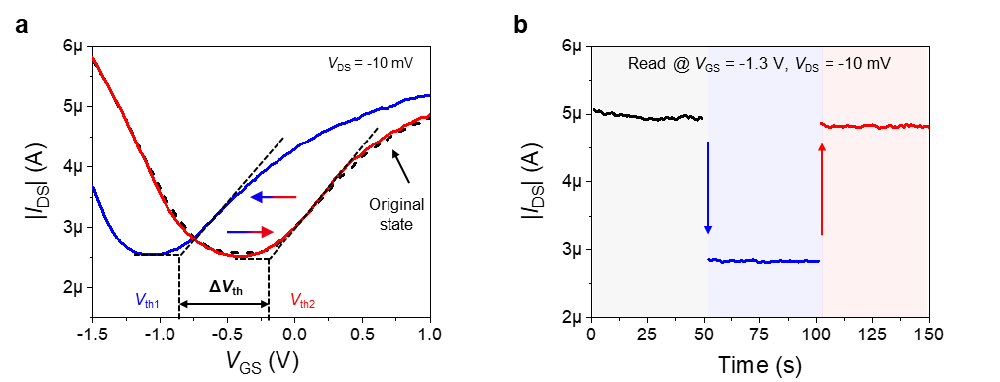 a
6µ
5µ
4µ
3µ
2µ
|IDS| (A)
VDS = -10 mV
Original
state
Vth1
ΔVth
Vth2
-1.5
-1.0
-0.5
0.0
0.5
1.0
VGS (V)
b
6µ
5µ
4µ
3µ
2µ
|IDS| (A)
Read @ VGS = -1.3 V, VDS = -10 mV
0
25
50
75
100
125
150
Time (s)